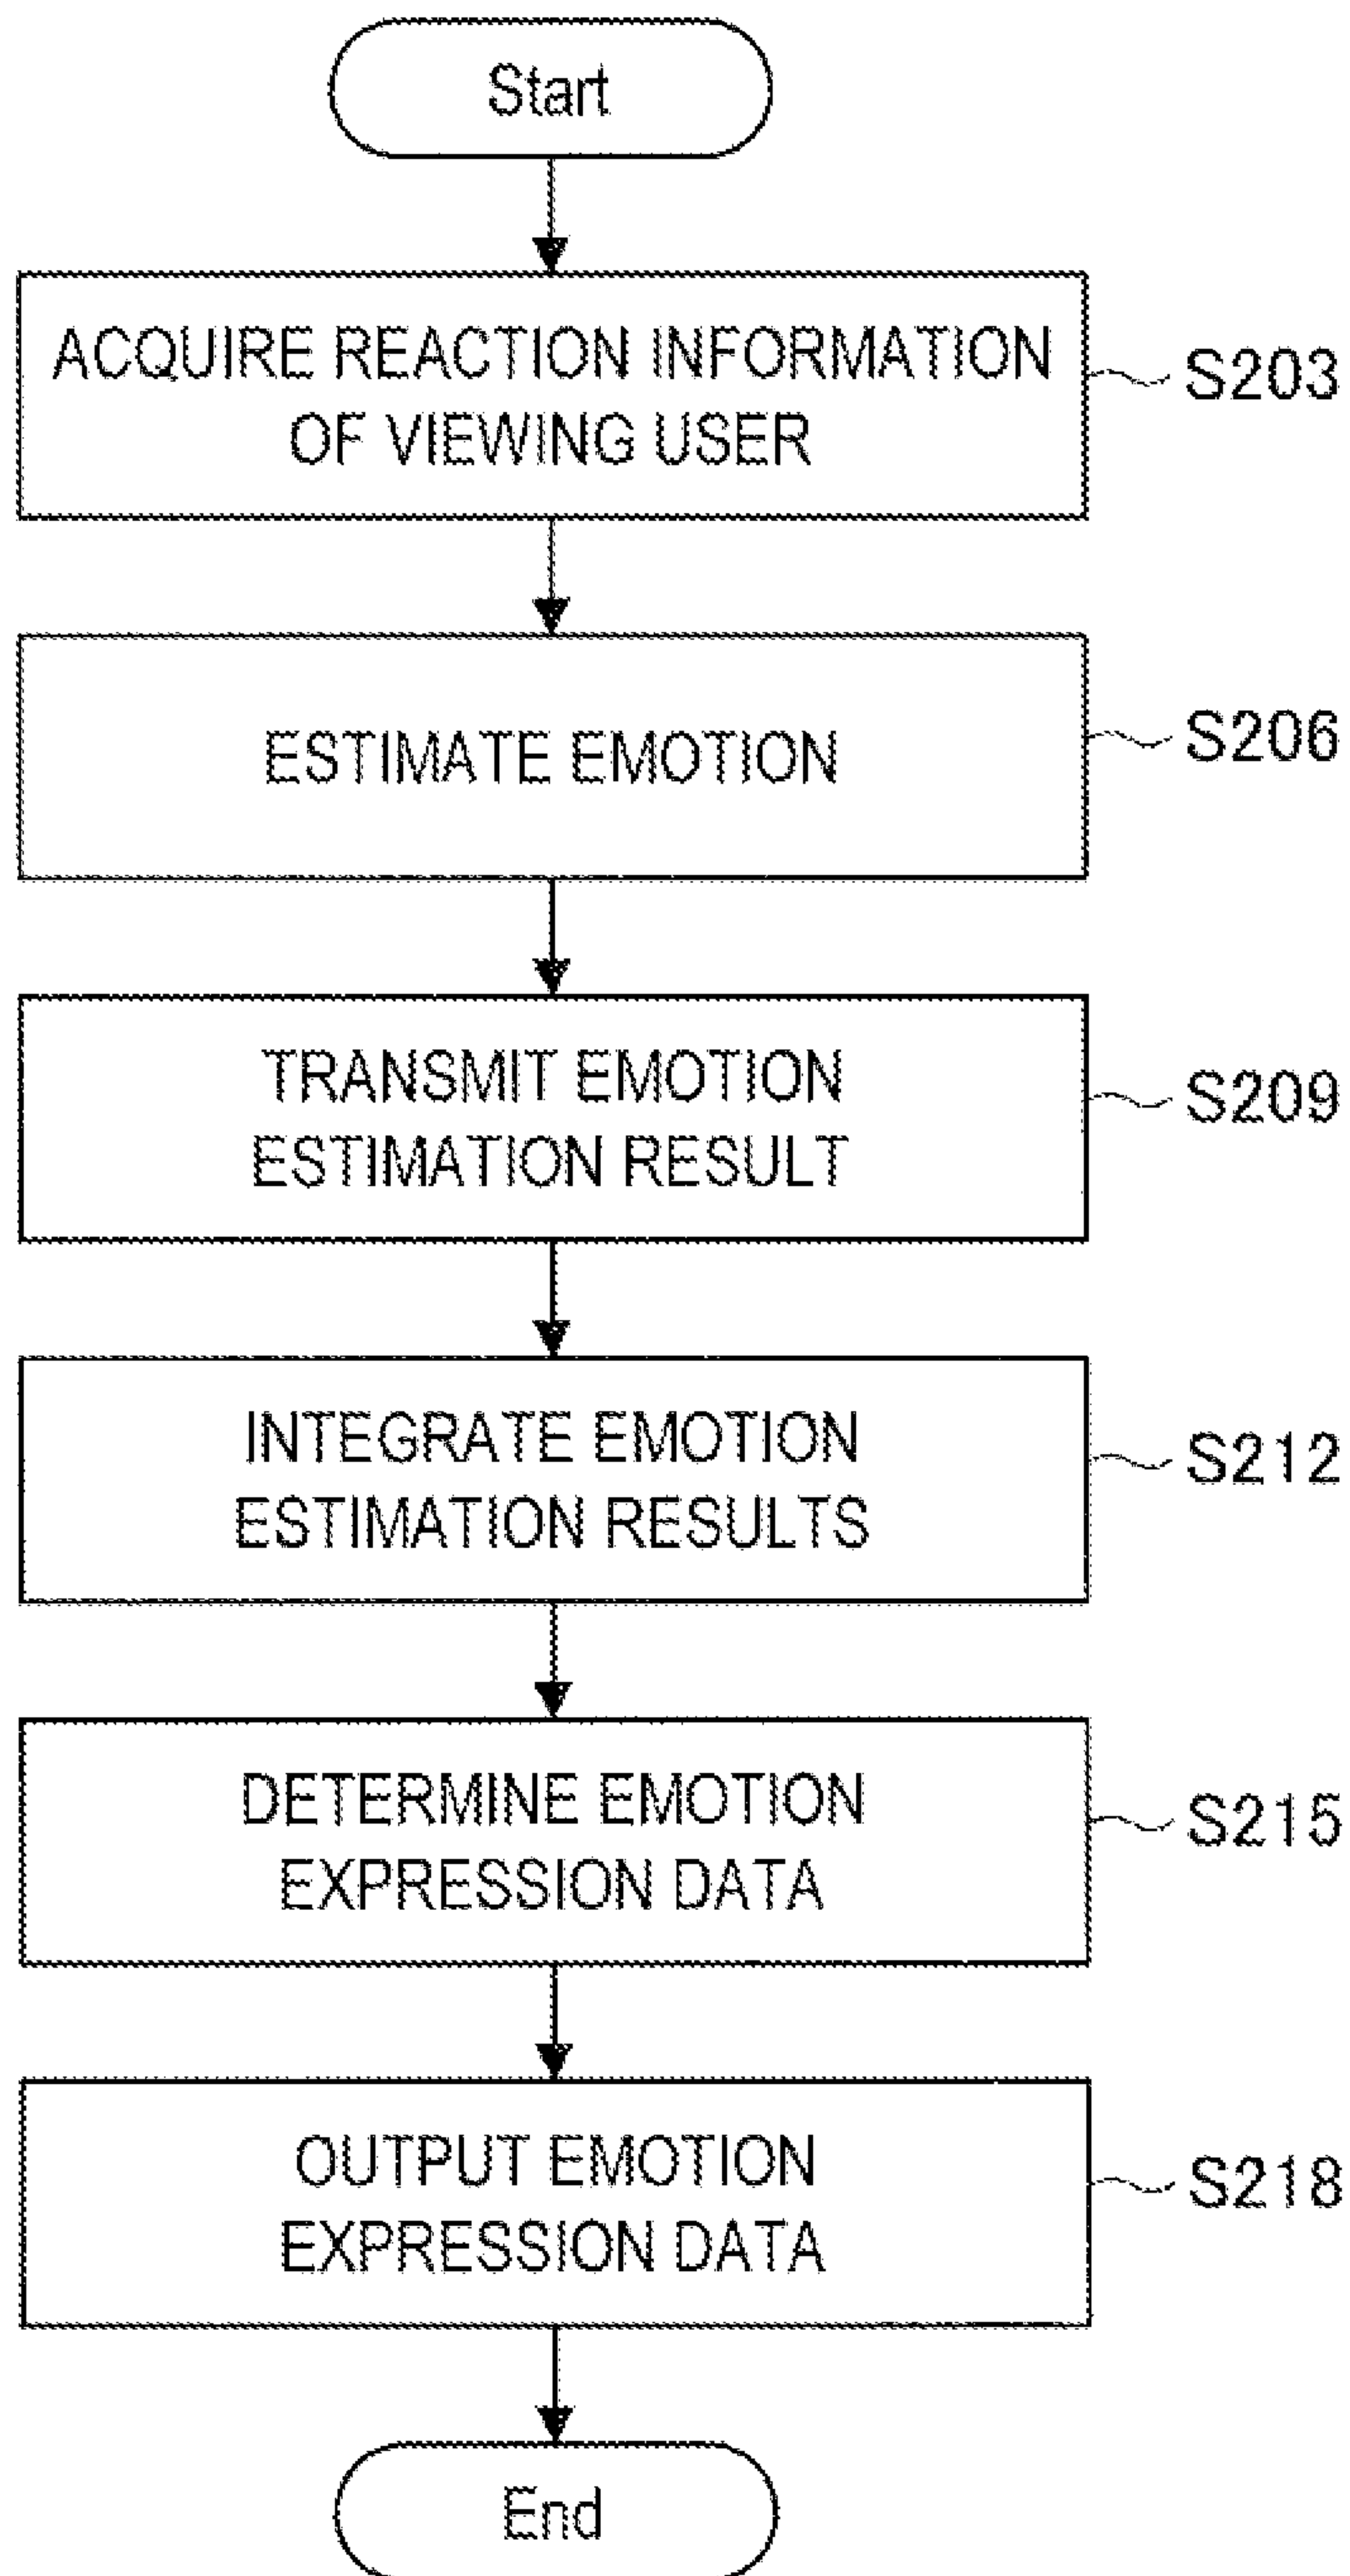 Start
ACQUIRE REACTION INFORMATION
OF VIEWING USER
S203
ESTIMATE EMOTION
S206
TRANSMIT EMOTION
ESTIMATION RESULT
S209
INTEGRATE EMOTION
ESTIMATION RESULTS
S212
DETERMINE EMOTION
EXPRESSION DATA
S215
OUTPUT EMOTION
EXPRESSION DATA
S218
End